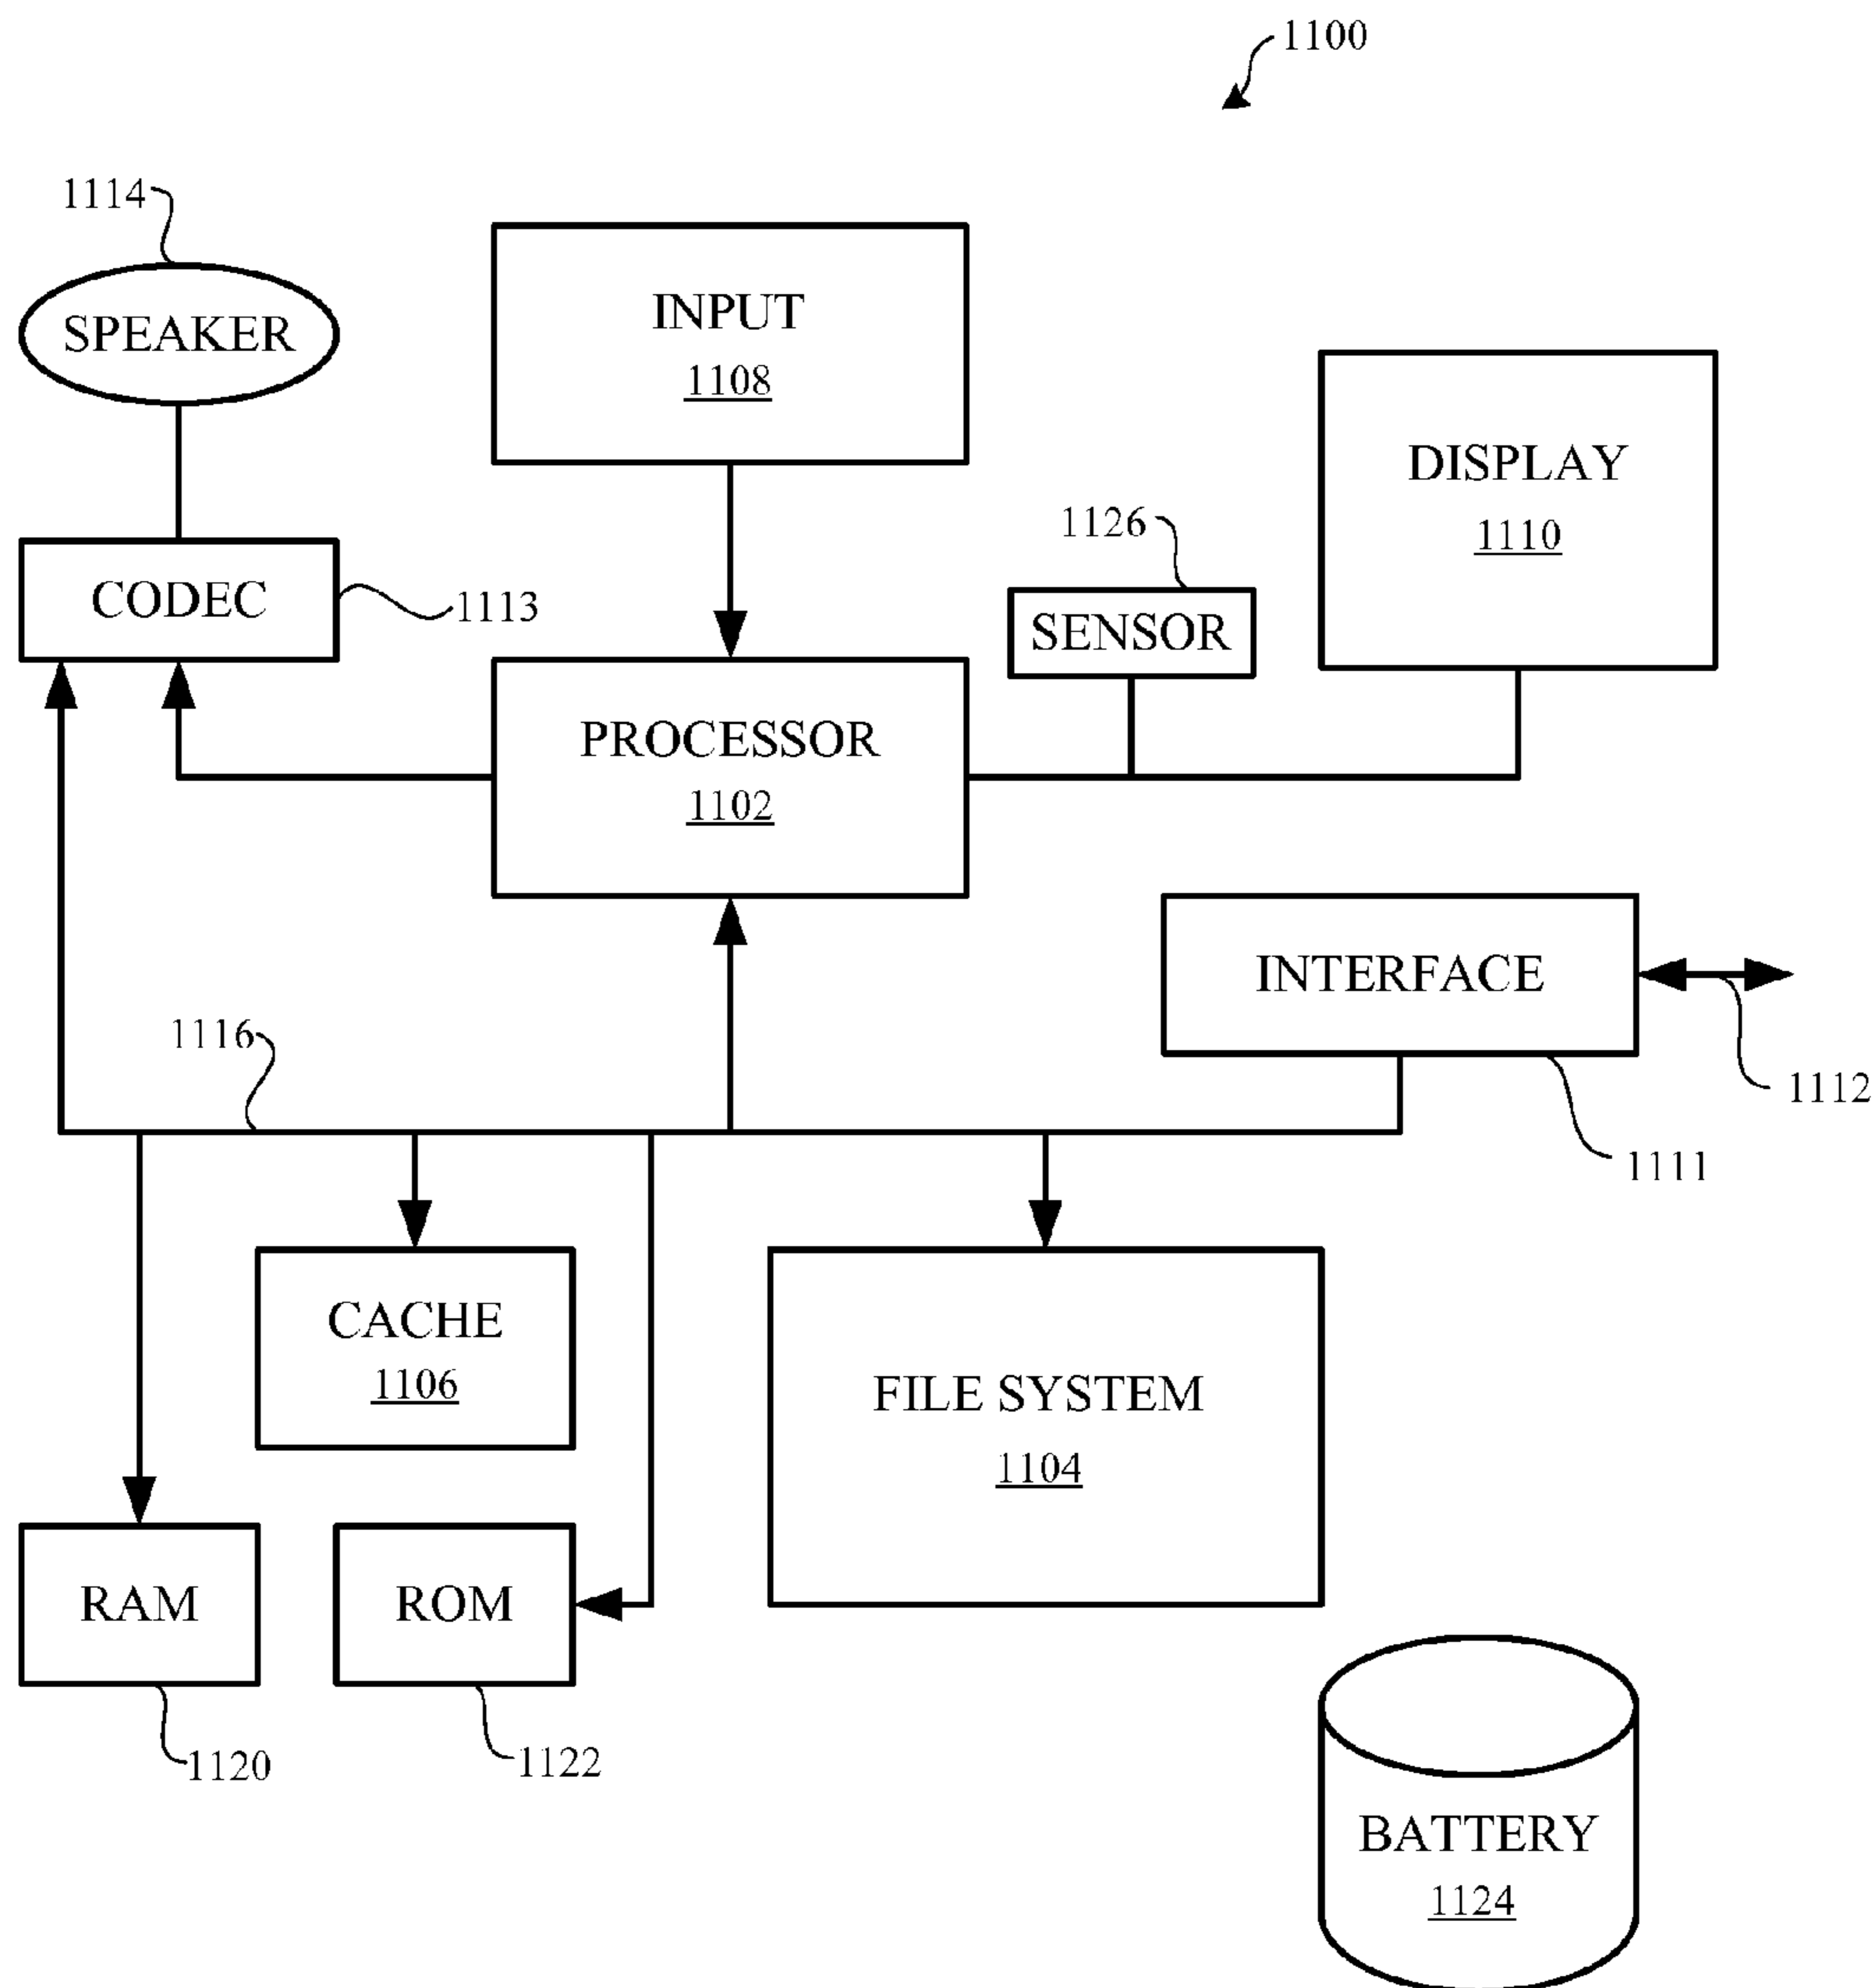 1100
1114
SPEAKER
INPUT
1108
DISPLAY
1110
1126
SENSOR
CODEC
1113
PROCESSOR
1102
INTERFACE
1112
1116
1111
CACHE
1106
FILE SYSTEM
1104
RAM
ROM
1120
1122
BATTERY
1124